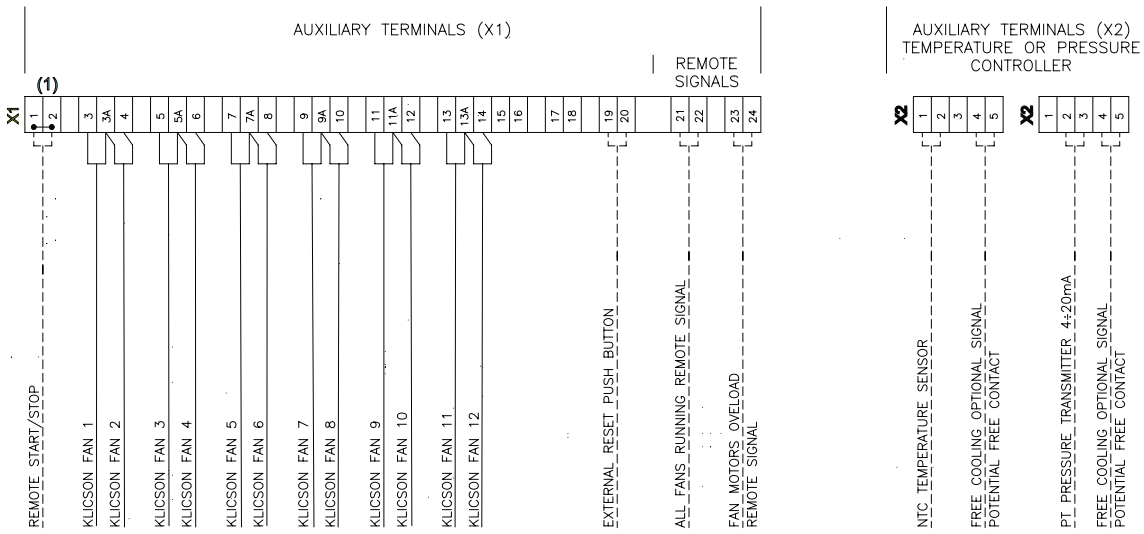 AUXILIARY TERMINALS (X1)
REMOTE
SIGNALS
(1)
X1
1
2
3
3A
4
5
5A
6
7
7A
8
9
9A
10
11
11A
12
13
13A
14
15
16
17
18
19
20
21
22
23
24
REMOTE START/STOP
KLICSON FAN 1
KLICSON FAN 2
KLICSON FAN 3
KLICSON FAN 4
KLICSON FAN 5
KLICSON FAN 6
KLICSON FAN 7
KLICSON FAN 8
KLICSON FAN 9
KLICSON FAN 10
KLICSON FAN 11
KLICSON FAN 12
EXTERNAL RESET PUSH BUTTON
ALL FANS RUNNING REMOTE SIGNAL
FAN MOTORS OVELOAD
REMOTE SIGNAL
AUXILIARY TERMINALS (X2)
TEMPERATURE OR PRESSURE
CONTROLLER
X2
1
2
3
4
5
NTC TEMPERATURE SENSOR
FREE COOLING OPTIONAL SIGNAL
POTENTIAL FREE CONTACT
X2
1
2
3
4
5
PT PRESSURE TRANSMITTER 4÷20mA
FREE COOLING OPTIONAL SIGNAL
POTENTIAL FREE CONTACT